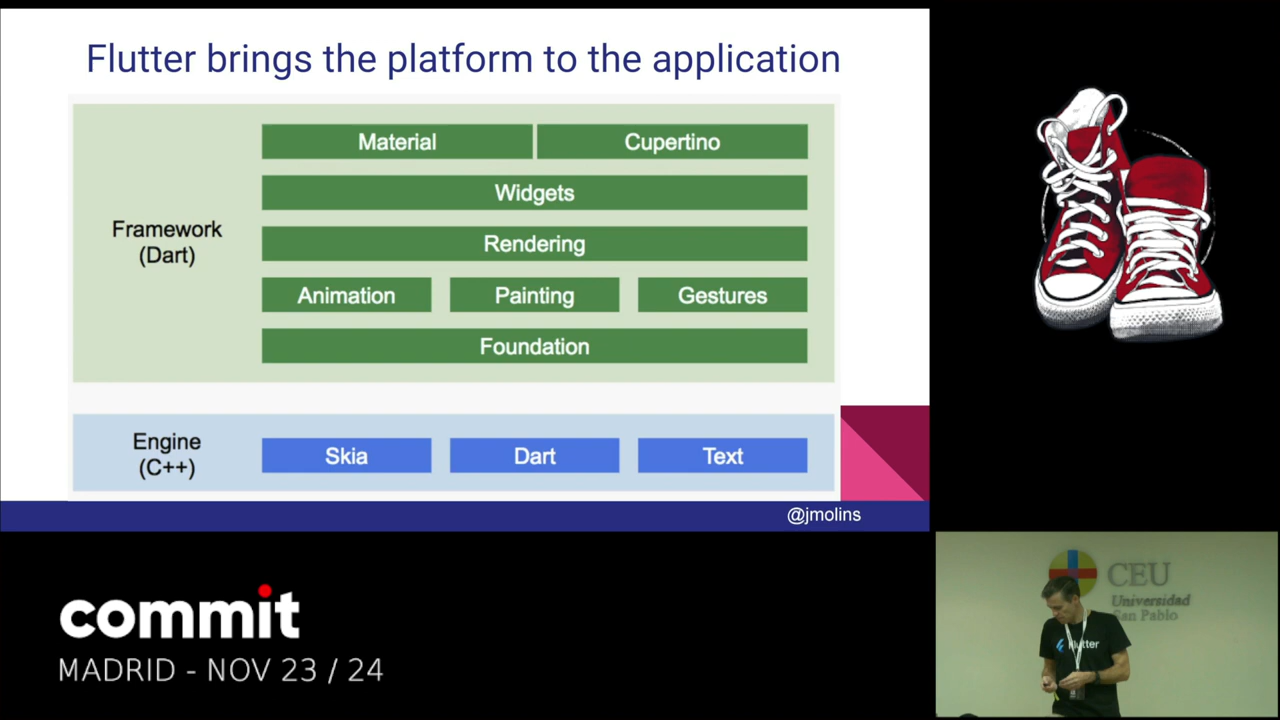 Flutter brings the platform to the application
Framework
(Dart)
Material
Cupertino
Widgets
Rendering
Animation
Painting
Gestures
Foundation
Engine
(C++)
Skia
Dart
Text
@jmolins
commit
MADRID - NOV 23 / 24
CEU
Universidad
San Pablo
Flutter